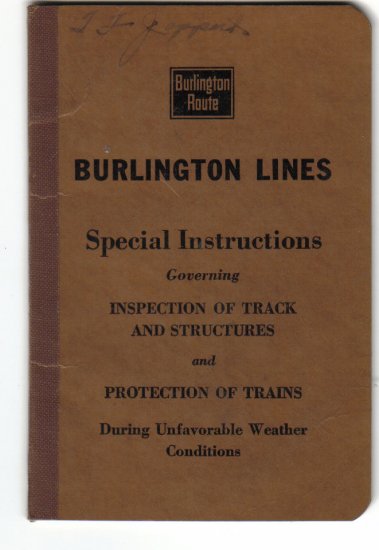 Burlington
Route
BURLINGTON LINES
Special Instructions
Governing
INSPECTION OF TRACK
AND STRUCTURES
and
PROTECTION OF TRAINS
During Unfavorable Weather
Conditions